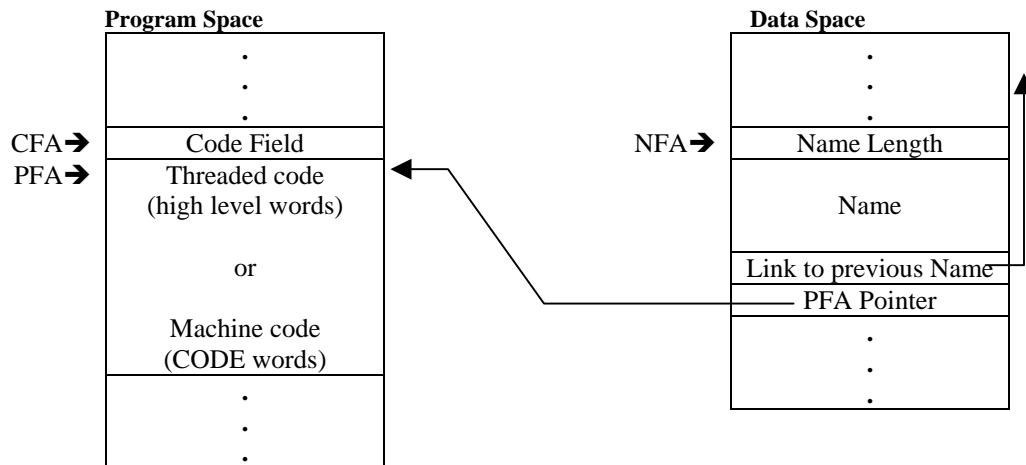 Program Space
.
.
.
CFA➔
Code Field
PFA➔
Threaded code
(high level words)
or
Machine code
(CODE words)
.
.
.
Data Space
.
.
.
NFA➔
Name Length
Name
Link to previous Name
PFA Pointer
.
.
.